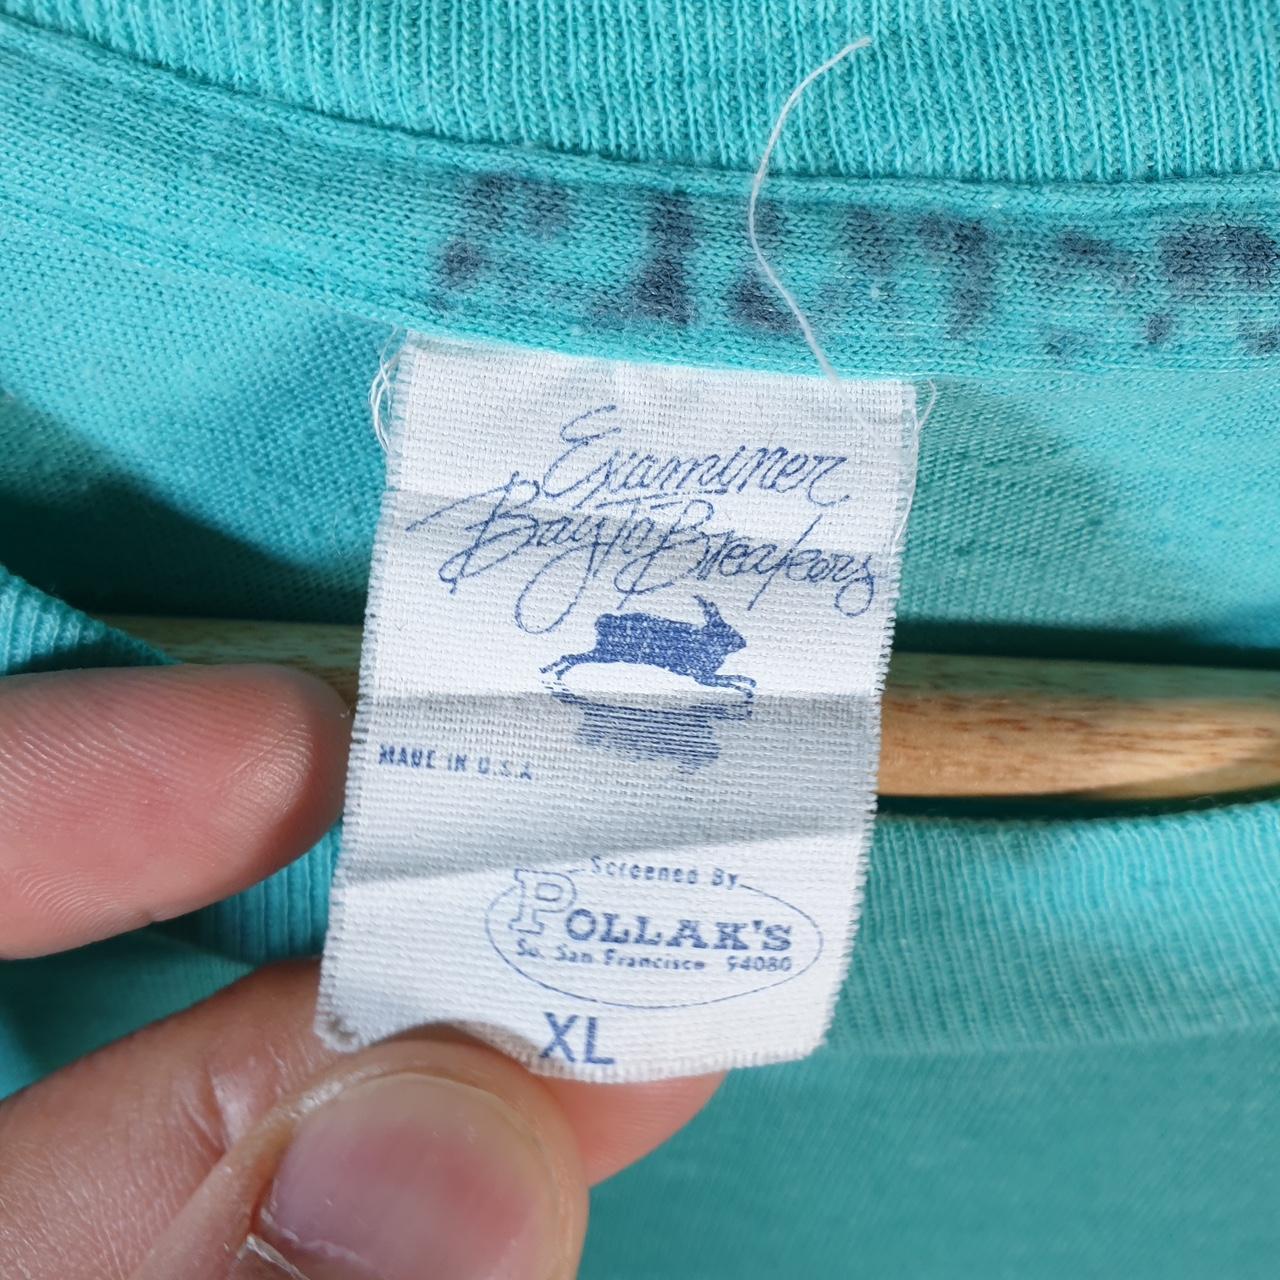 Examiner
Bay To Breakers
MADE IN U.S.A
Screened By
POLLAK'S
So. San Francisco 94080
XL